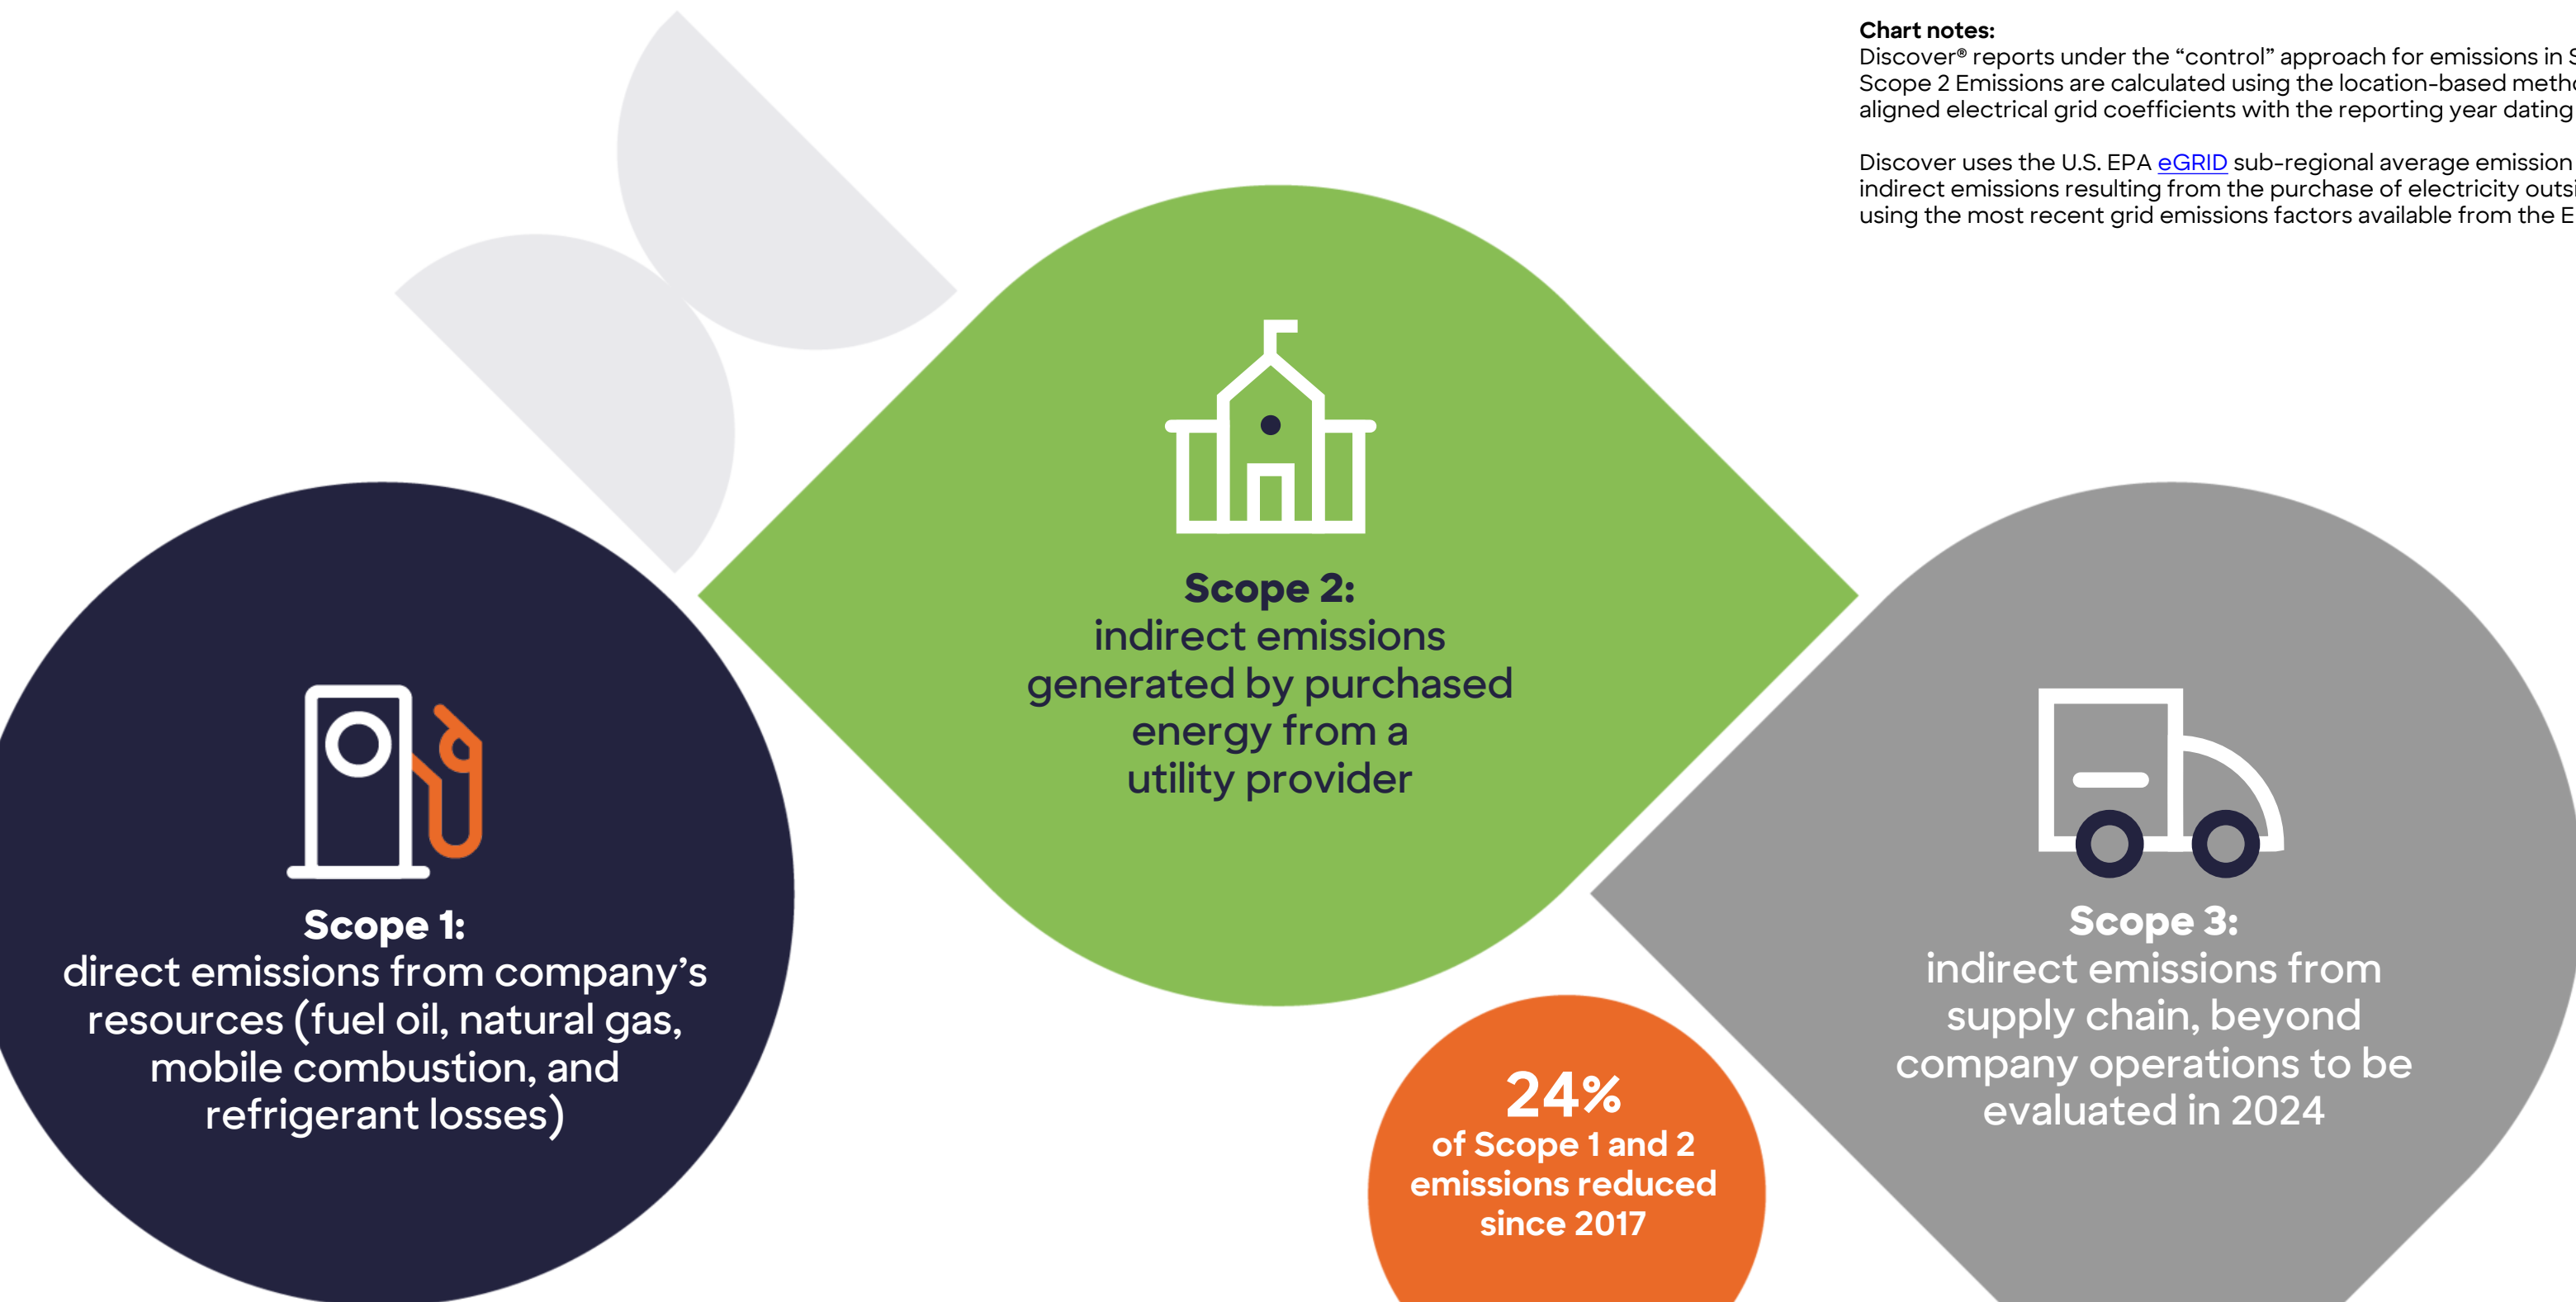 Chart notes:
Discover® reports under the “control” approach for emissions in
Scope 2 Emissions are calculated using the location-based
aligned electrical grid coefficients with the reporting year dating
Discover uses the U.S. EPA eGRID sub-regional average emission
indirect emissions resulting from the purchase of electricity
using the most recent grid emissions factors available from the
Scope 2:
indirect emissions
generated by purchased
energy from a
utility provider
Scope 1:
direct emissions from company’s
resources (fuel oil, natural gas,
mobile combustion, and
refrigerant losses)
Scope 3:
indirect emissions from
supply chain, beyond
company operations to be
evaluated in 2024
24%
of Scope 1 and 2
emissions reduced
since 2017